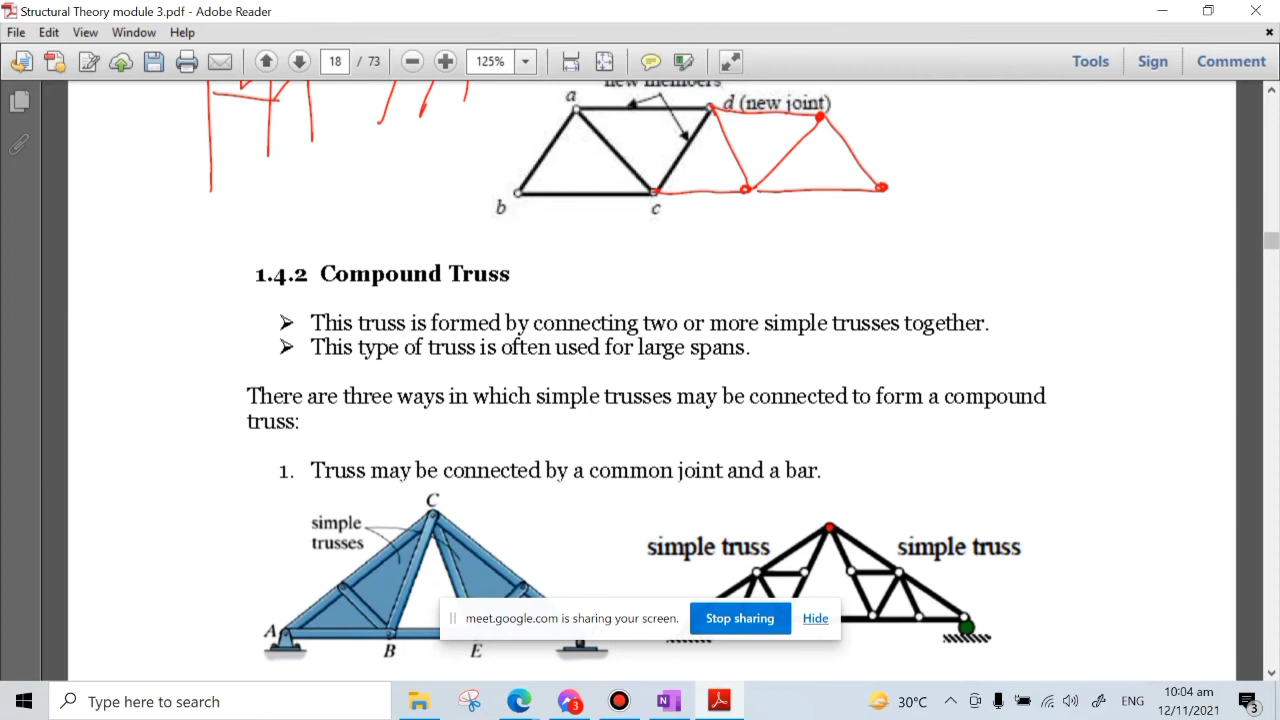 Structural Theory module 3.pdf - Adobe Reader
File Edit View Window Help
18 / 73 125% Tools Sign Comment
new members
a
d (new joint)
b
c
1.4.2 Compound Truss
This truss is formed by connecting two or more simple trusses together.
This type of truss is often used for large spans.
There are three ways in which simple trusses may be connected to form a compound
truss:
1. Truss may be connected by a common joint and a bar.
C
simple
trusses
simple truss simple truss
meet.google.com is sharing your screen. Stop sharing Hide
A
B E
Type here to search
3
30°C ENG
10:04 am
12/11/2021
3